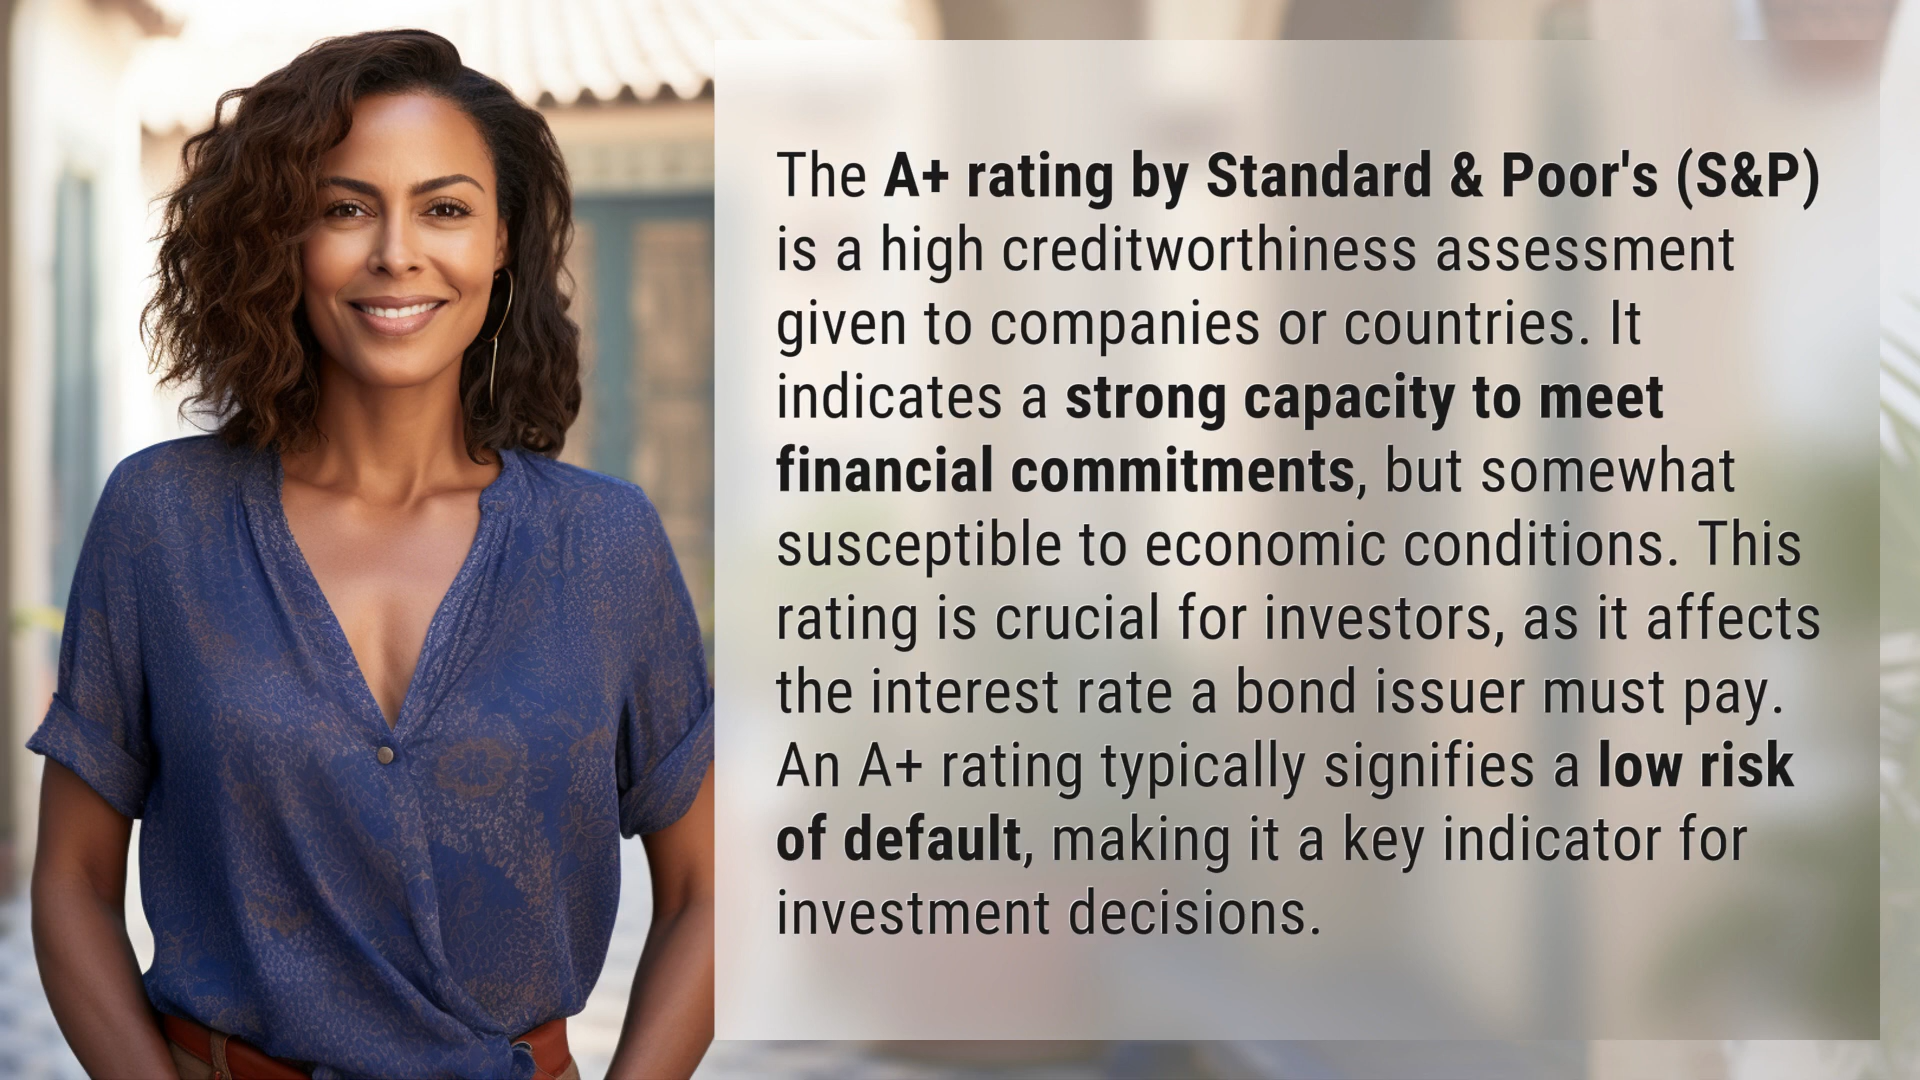 The A+ rating by Standard & Poor's (S&P)
is a high creditworthiness assessment
given to companies or countries. It
indicates a strong capacity to meet
financial commitments, but somewhat
susceptible to economic conditions. This
rating is crucial for investors, as it affects
the interest rate a bond issuer must pay.
An A+ rating typically signifies a low risk
of default, making it a key indicator for
investment decisions.